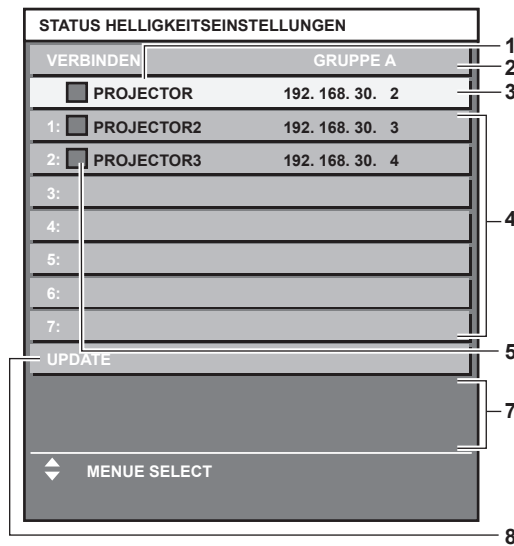 STATUS HELLIGKEITSEINSTELLUNGEN
VERBINDEN GRUPPE A
PROJECTOR 192. 168. 30. 2
1: PROJECTOR2 192. 168. 30. 3
2: PROJECTOR3 192. 168. 30. 4
3:
4:
5:
6:
7:
UPDATE
MENUE SELECT
1
2
3
4
5
7
8